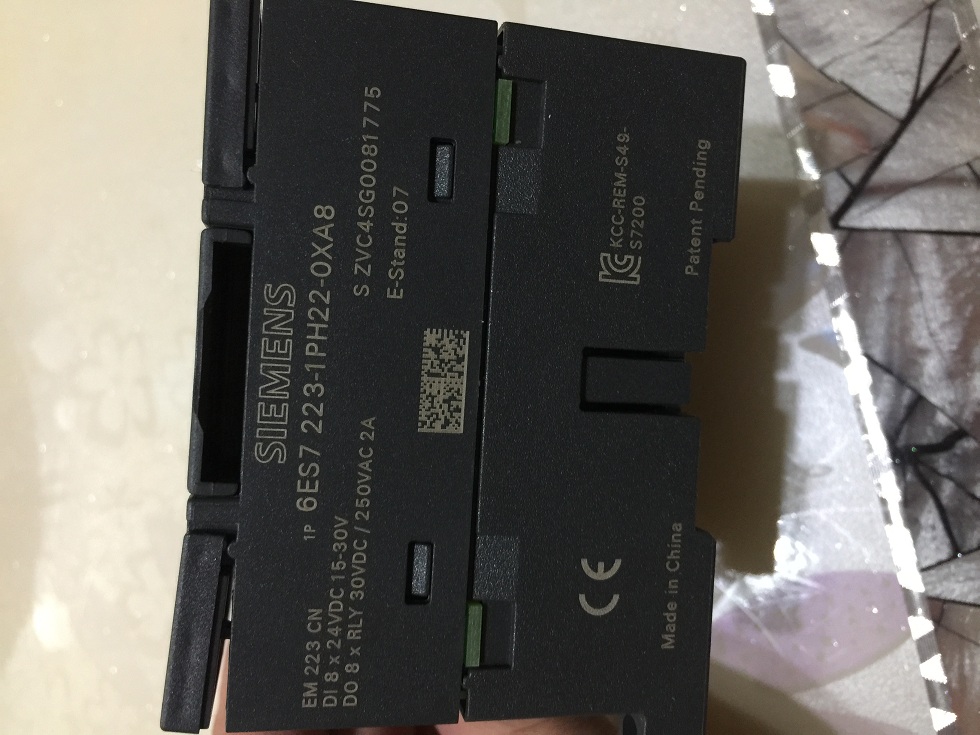 SIEMENS
1P 6ES7 223-1PH22-0XA8
S ZVC4SG0081775
E-Stand:07
EM 223 CN
DI 8 x 24VDC 15-30V
DO 8 x RLY 30VDC / 250VAC 2A
KCC-REM-S49-
S7200
Patent Pending
CE
Made in China